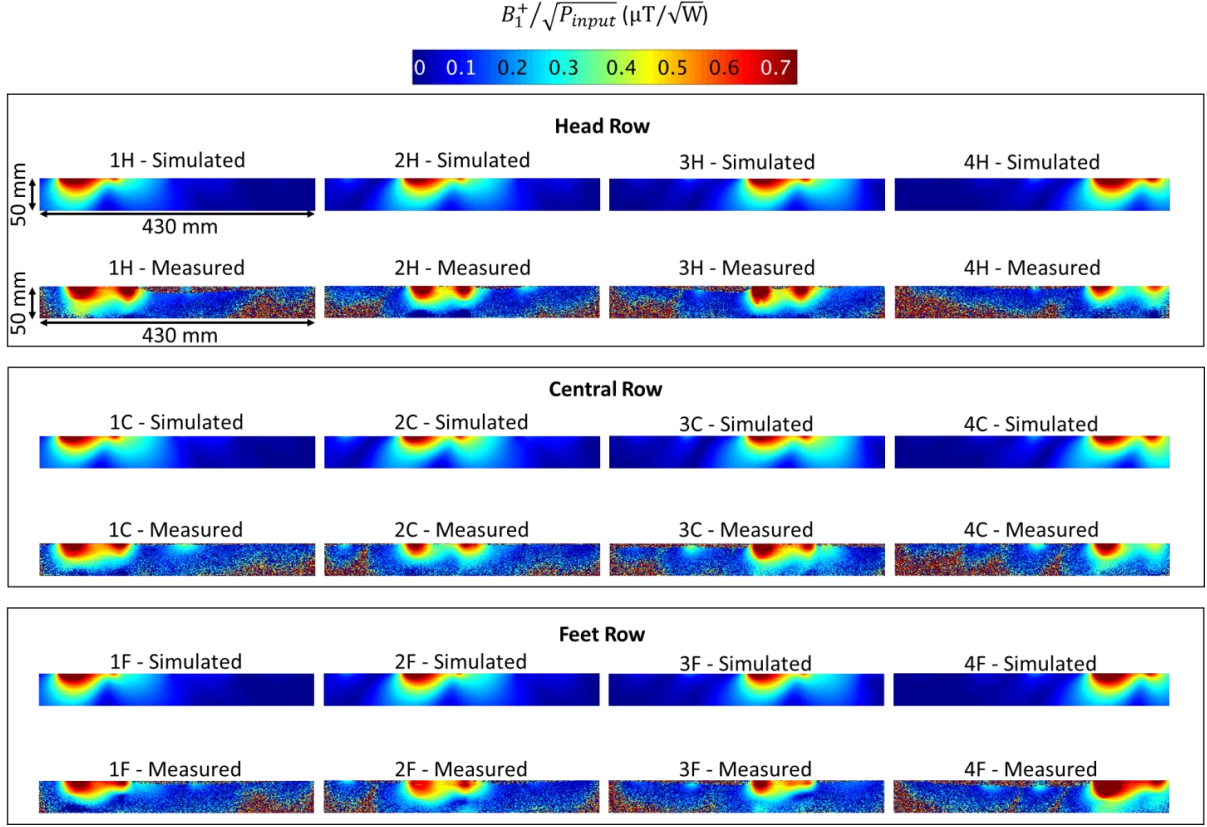 B₁⁺/√P_input (μT/√W)
0 0.1 0.2 0.3 0.4 0.5 0.6 0.7
Head Row
1H - Simulated 2H - Simulated 3H - Simulated 4H - Simulated
50 mm
430 mm
1H - Measured 2H - Measured 3H - Measured 4H - Measured
50 mm
430 mm
Central Row
1C - Simulated 2C - Simulated 3C - Simulated 4C - Simulated
1C - Measured 2C - Measured 3C - Measured 4C - Measured
Feet Row
1F - Simulated 2F - Simulated 3F - Simulated 4F - Simulated
1F - Measured 2F - Measured 3F - Measured 4F - Measured